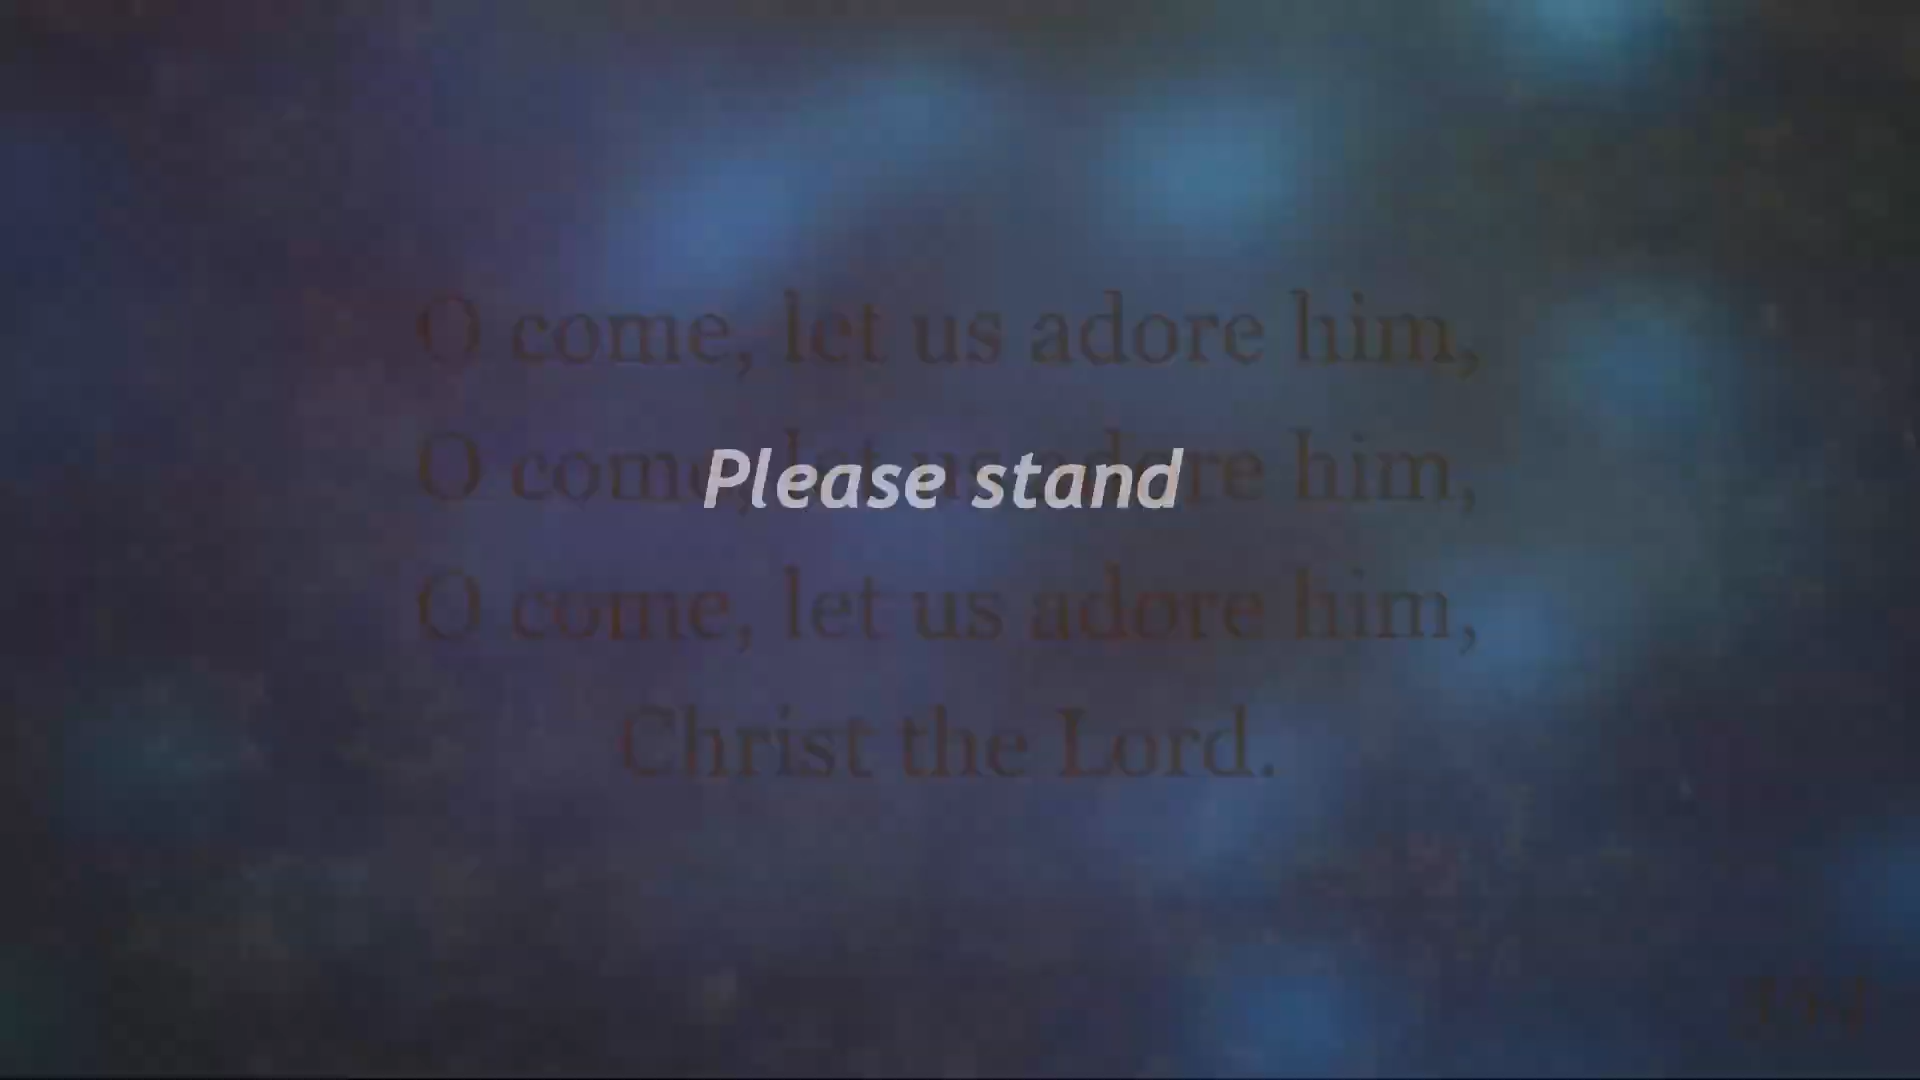 O come, let us adore him,
O come, let us adore him,
Please stand
O come, let us adore him,
Christ the Lord.